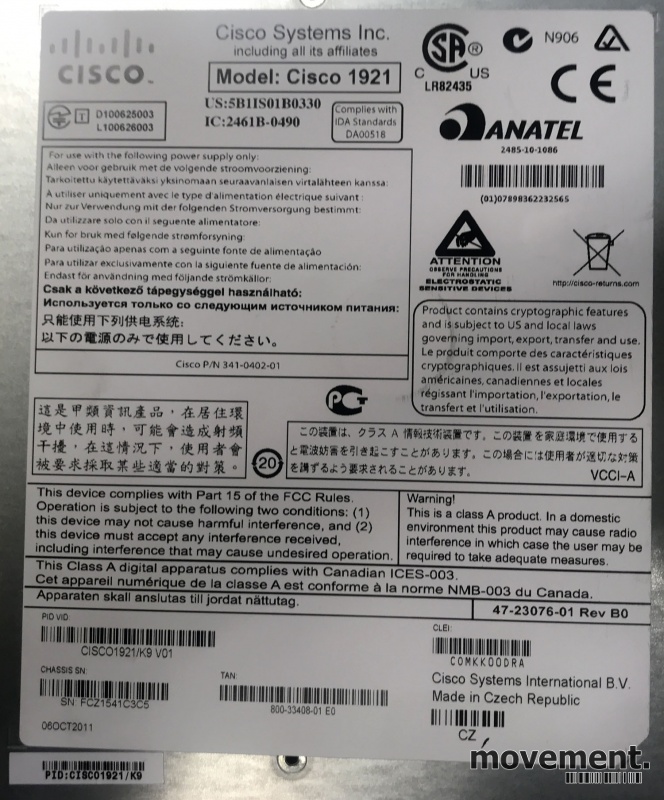 CISCO
Cisco Systems Inc.
including all its affiliates
Model: Cisco 1921
US:5B1IS01B0330
IC:2461B-0490
Complies with
IDA Standards
DA00518
D100625003
L100626003
SA
C US
LR82435
N906
CE
ANATEL
2485-10-1086
(01)07898362232565
For use with the following power supply only:
Alleen voor gebruik met de volgende stroomvoorziening:
Tarkoitettu käytettäväksi yksinomaan seuraavanlaisen virtalähteen kanssa:
A utiliser uniquement avec le type d'alimentation électrique suivant:
Nur zur Verwendung mit der folgenden Stromversorgung bestimmt:
Da utilizzare solo con il seguente alimentatore:
Kun for bruk med følgende strømforsyning:
Para utilização apenas com a seguinte fonte de alimentação
Para utilizar exclusivamente con la siguiente fuente de alimentación:
Endast för användning med följande strömkällor:
Csak a következő tápegységgel használható:
Используется только со следующим источником питания:
只能使用下列供电系统:
以下の電源のみで使用してください。
Cisco P/N 341-0402-01
ATTENTION
OBSERVE PRECAUTIONS
FOR HANDLING
ELECTROSTATIC
SENSITIVE DEVICES
http://cisco-returns.com
Product contains cryptographic features
and is subject to US and local laws
governing import, export, transfer and use.
Le produit comporte des caractéristiques
cryptographiques. Il est assujetti aux lois
américaines, canadiennes et locales
régissant l'importation, l'exportation, le
transfert et l'utilisation.
這是甲類資訊產品，在居住環
境中使用時，可能會造成射頻
干擾，在這情況下，使用者會
被要求採取某些適當的對策。
20
この装置は、クラス A 情報技術装置です。この装置を家庭環境で使用する
と電波妨害を引き起こすことがあります。この場合には使用者が適切な対策
を講ずるよう要求されることがあります。
VCCI-A
This device complies with Part 15 of the FCC Rules.
Operation is subject to the following two conditions: (1)
this device may not cause harmful interference, and (2)
this device must accept any interference received,
including interference that may cause undesired operation.
Warning!
This is a class A product. In a domestic
environment this product may cause radio
interference in which case the user may be
required to take adequate measures.
This Class A digital apparatus complies with Canadian ICES-003.
Cet appareil numérique de la classe A est conforme à la norme NMB-003 du Canada.
Apparaten skall anslutas till jordat nättutag.
47-23076-01 Rev B0
PID VID:
CISCO1921/K9 V01
CHASSIS SN:
SN: FCZ1541C3C5
TAN:
800-33408-01 E0
06OCT2011
CLEI:
COMKK00DRA
Cisco Systems International B.V.
Made in Czech Republic
CZ
PID:CISCO1921/K9
movement.